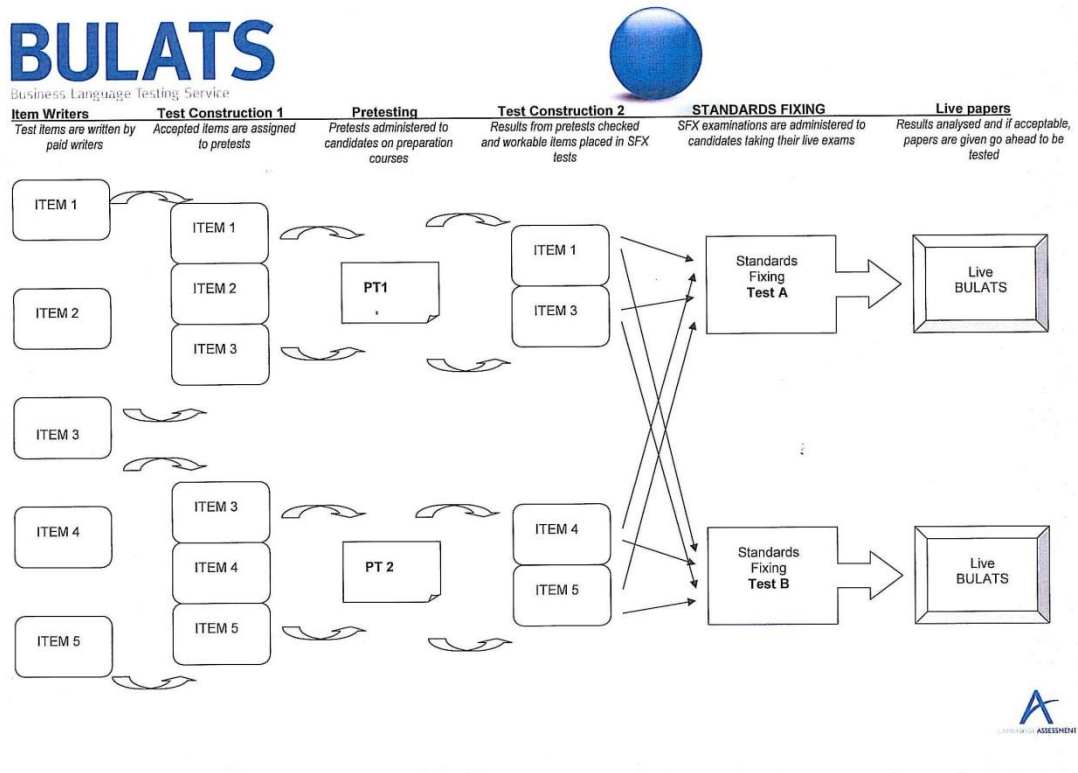 BULATS
Business Language Testing Service
Item Writers
Test items are written by
paid writers
Test Construction 1
Accepted items are assigned
to pretests
Pretesting
Pretests administered to
candidates on preparation
courses
Test Construction 2
Results from pretests checked
and workable items placed in SFX
tests
STANDARDS FIXING
SFX examinations are administered to
candidates taking their live exams
Live papers
Results analysed and if acceptable,
papers are given go ahead to be
tested
ITEM 1
ITEM 2
ITEM 3
ITEM 4
ITEM 5
ITEM 1
ITEM 2
ITEM 3
ITEM 3
ITEM 4
ITEM 5
PT1
PT 2
ITEM 1
ITEM 3
ITEM 4
ITEM 5
Standards
Fixing
Test A
Standards
Fixing
Test B
Live
BULATS
Live
BULATS
ASSESSMENT